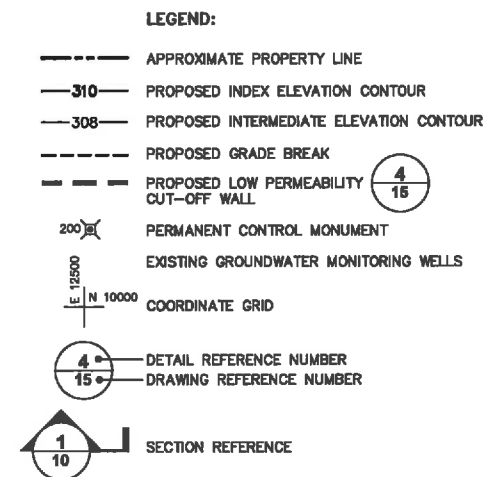 LEGEND:
APPROXIMATE PROPERTY LINE
310 PROPOSED INDEX ELEVATION CONTOUR
308 PROPOSED INTERMEDIATE ELEVATION CONTOUR
PROPOSED GRADE BREAK
PROPOSED LOW PERMEABILITY 4
CUT-OFF WALL 15
200 PERMANENT CONTROL MONUMENT
EXISTING GROUNDWATER MONITORING WELLS
E 12500
N 10000 COORDINATE GRID
4 DETAIL REFERENCE NUMBER
15 DRAWING REFERENCE NUMBER
1
10
SECTION REFERENCE